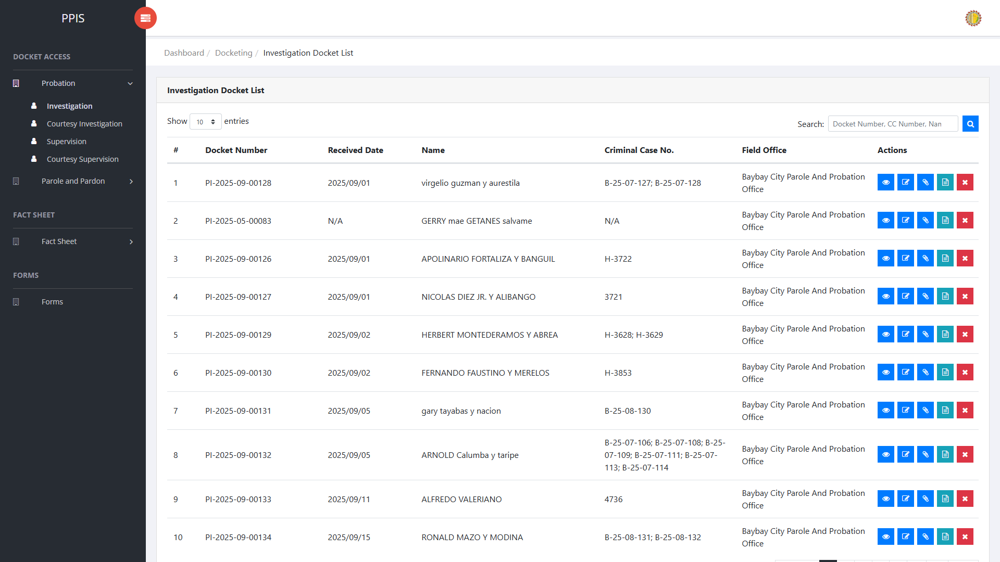 PPIS
DOCKET ACCESS
Probation
Investigation
Courtesy Investigation
Supervision
Courtesy Supervision
Parole and Pardon
FACT SHEET
Fact Sheet
FORMS
Forms
Dashboard / Docketing / Investigation Docket List
Investigation Docket List
Show 10 entries
Search: Docket Number, CC Number, Nan
# Docket Number Received Date Name Criminal Case No. Field Office Actions
1 PI-2025-09-00128 2025/09/01 virgelio guzman y aurestila B-25-07-127; B-25-07-128 Baybay City Parole And Probation
Office
2 PI-2025-05-00083 N/A GERRY mae GETANES salvame N/A Baybay City Parole And Probation
Office
3 PI-2025-09-00126 2025/09/01 APOLINARIO FORTALIZA Y BANGUIL H-3722 Baybay City Parole And Probation
Office
4 PI-2025-09-00127 2025/09/01 NICOLAS DIEZ JR. Y ALIBANGO 3721 Baybay City Parole And Probation
Office
5 PI-2025-09-00129 2025/09/02 HERBERT MONTEDERAMOS Y ABREA H-3628; H-3629 Baybay City Parole And Probation
Office
6 PI-2025-09-00130 2025/09/02 FERNANDO FAUSTINO Y MERELOS H-3853 Baybay City Parole And Probation
Office
7 PI-2025-09-00131 2025/09/05 gary tayabas y nacion B-25-08-130 Baybay City Parole And Probation
Office
8 PI-2025-09-00132 2025/09/05 ARNOLD Calumba y taripe B-25-07-106; B-25-07-108; B-25-
07-109; B-25-07-111; B-25-07-
113; B-25-07-114 Baybay City Parole And Probation
Office
9 PI-2025-09-00133 2025/09/11 ALFREDO VALERIANO 4736 Baybay City Parole And Probation
Office
10 PI-2025-09-00134 2025/09/15 RONALD MAZO Y MODINA B-25-08-131; B-25-08-132 Baybay City Parole And Probation
Office